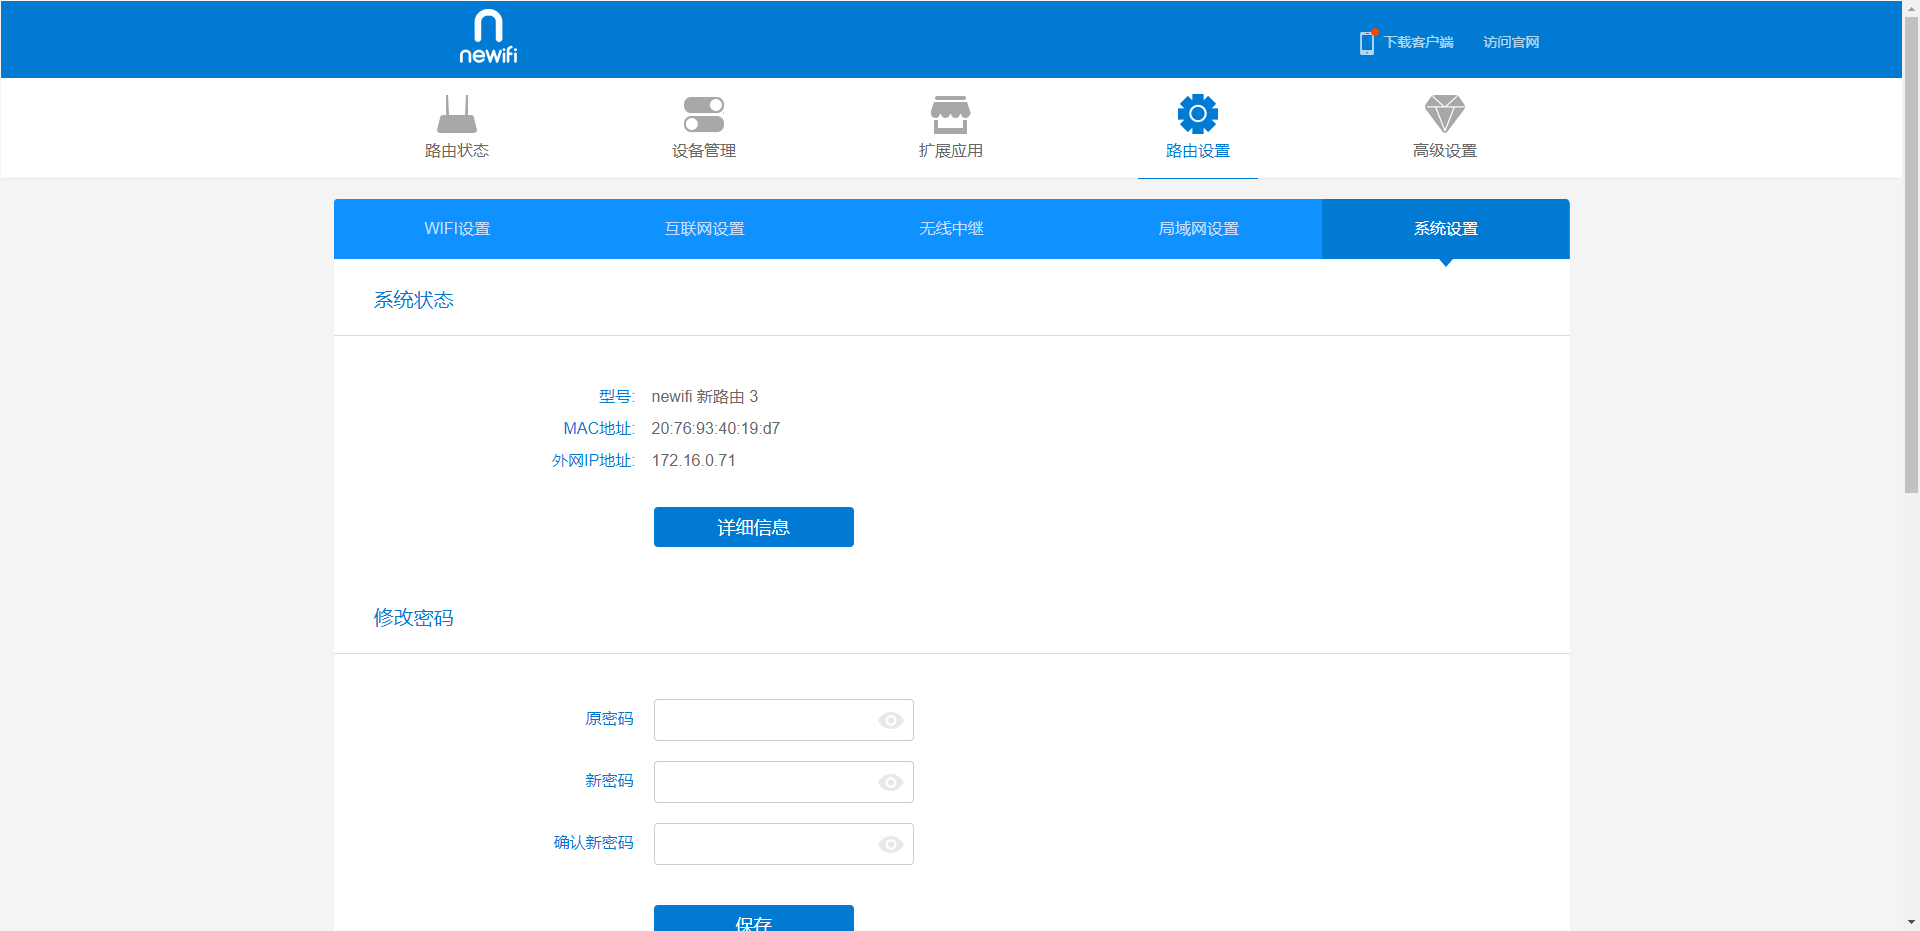 newifi
下载客户端 访问官网
路由状态 设备管理 扩展应用 路由设置 高级设置
WIFI设置 互联网设置 无线中继 局域网设置 系统设置
系统状态
型号: newifi 新路由 3
MAC地址: 20:76:93:40:19:d7
外网IP地址: 172.16.0.71
详细信息
修改密码
原密码
新密码
确认新密码
保存